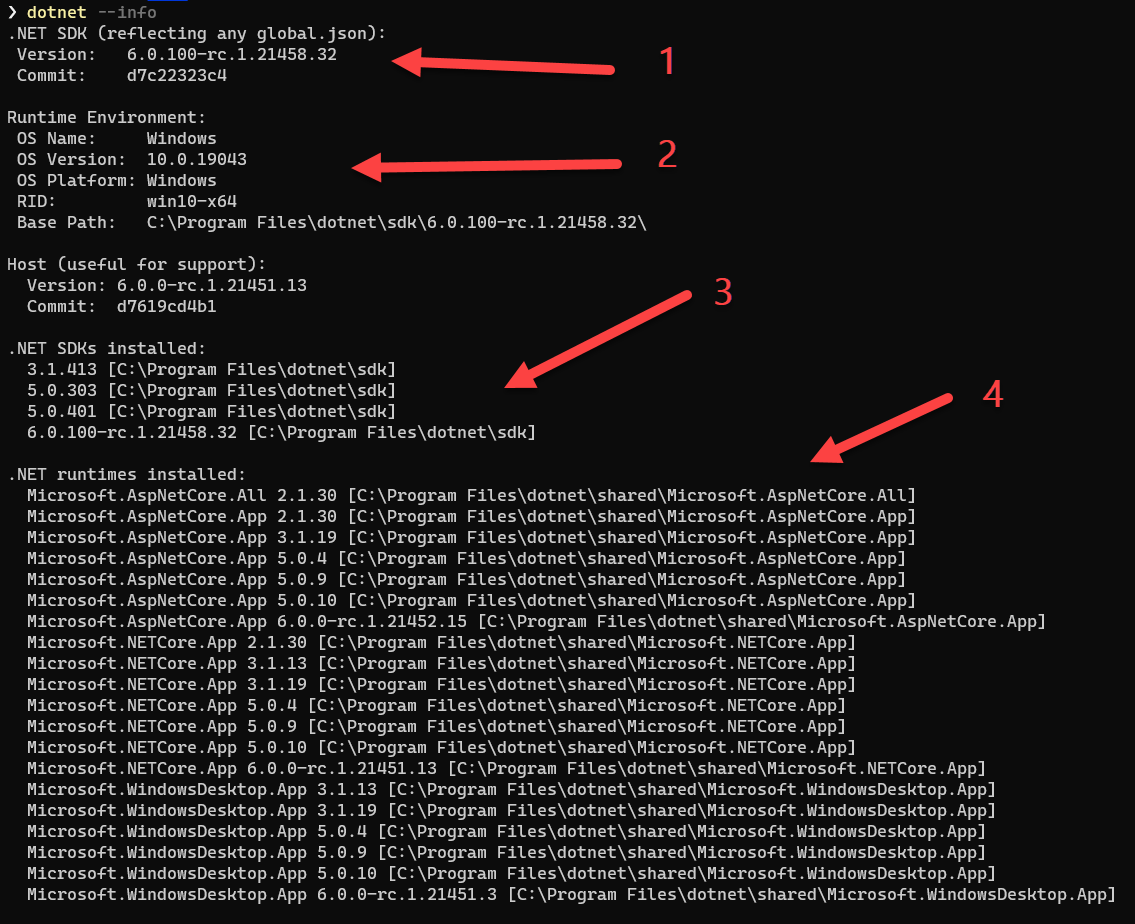 ❯ dotnet --info
.NET SDK (reflecting any global.json):
Version: 6.0.100-rc.1.21458.32
1
Commit: d7c22323c4
Runtime Environment:
OS Name: Windows
2
OS Version: 10.0.19043
OS Platform: Windows
RID: win10-x64
Base Path: C:\Program Files\dotnet\sdk\6.0.100-rc.1.21458.32\
Host (useful for support):
Version: 6.0.0-rc.1.21451.13
3
Commit: d7619cd4b1
.NET SDKs installed:
3.1.413 [C:\Program Files\dotnet\sdk]
5.0.303 [C:\Program Files\dotnet\sdk]
4
5.0.401 [C:\Program Files\dotnet\sdk]
6.0.100-rc.1.21458.32 [C:\Program Files\dotnet\sdk]
.NET runtimes installed:
Microsoft.AspNetCore.All 2.1.30 [C:\Program Files\dotnet\shared\Microsoft.AspNetCore.All]
Microsoft.AspNetCore.App 2.1.30 [C:\Program Files\dotnet\shared\Microsoft.AspNetCore.App]
Microsoft.AspNetCore.App 3.1.19 [C:\Program Files\dotnet\shared\Microsoft.AspNetCore.App]
Microsoft.AspNetCore.App 5.0.4 [C:\Program Files\dotnet\shared\Microsoft.AspNetCore.App]
Microsoft.AspNetCore.App 5.0.9 [C:\Program Files\dotnet\shared\Microsoft.AspNetCore.App]
Microsoft.AspNetCore.App 5.0.10 [C:\Program Files\dotnet\shared\Microsoft.AspNetCore.App]
Microsoft.AspNetCore.App 6.0.0-rc.1.21452.15 [C:\Program Files\dotnet\shared\Microsoft.AspNetCore.App]
Microsoft.NETCore.App 2.1.30 [C:\Program Files\dotnet\shared\Microsoft.NETCore.App]
Microsoft.NETCore.App 3.1.13 [C:\Program Files\dotnet\shared\Microsoft.NETCore.App]
Microsoft.NETCore.App 3.1.19 [C:\Program Files\dotnet\shared\Microsoft.NETCore.App]
Microsoft.NETCore.App 5.0.4 [C:\Program Files\dotnet\shared\Microsoft.NETCore.App]
Microsoft.NETCore.App 5.0.9 [C:\Program Files\dotnet\shared\Microsoft.NETCore.App]
Microsoft.NETCore.App 5.0.10 [C:\Program Files\dotnet\shared\Microsoft.NETCore.App]
Microsoft.NETCore.App 6.0.0-rc.1.21451.13 [C:\Program Files\dotnet\shared\Microsoft.NETCore.App]
Microsoft.WindowsDesktop.App 3.1.13 [C:\Program Files\dotnet\shared\Microsoft.WindowsDesktop.App]
Microsoft.WindowsDesktop.App 3.1.19 [C:\Program Files\dotnet\shared\Microsoft.WindowsDesktop.App]
Microsoft.WindowsDesktop.App 5.0.4 [C:\Program Files\dotnet\shared\Microsoft.WindowsDesktop.App]
Microsoft.WindowsDesktop.App 5.0.9 [C:\Program Files\dotnet\shared\Microsoft.WindowsDesktop.App]
Microsoft.WindowsDesktop.App 5.0.10 [C:\Program Files\dotnet\shared\Microsoft.WindowsDesktop.App]
Microsoft.WindowsDesktop.App 6.0.0-rc.1.21451.3 [C:\Program Files\dotnet\shared\Microsoft.WindowsDesktop.App]